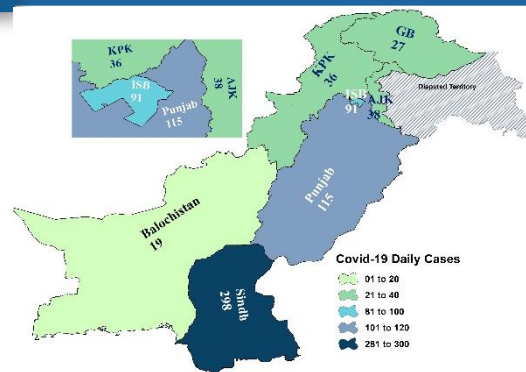 KPK
36
ISB
91
Punjab
115
AJK
38
GB
27
KPK
36
ISB
91
AJK
38
Disputed Territory
Punjab
115
Balochistan
19
Sindh
298
Covid-19 Daily Cases
01 to 20
21 to 40
81 to 100
101 to 120
281 to 300